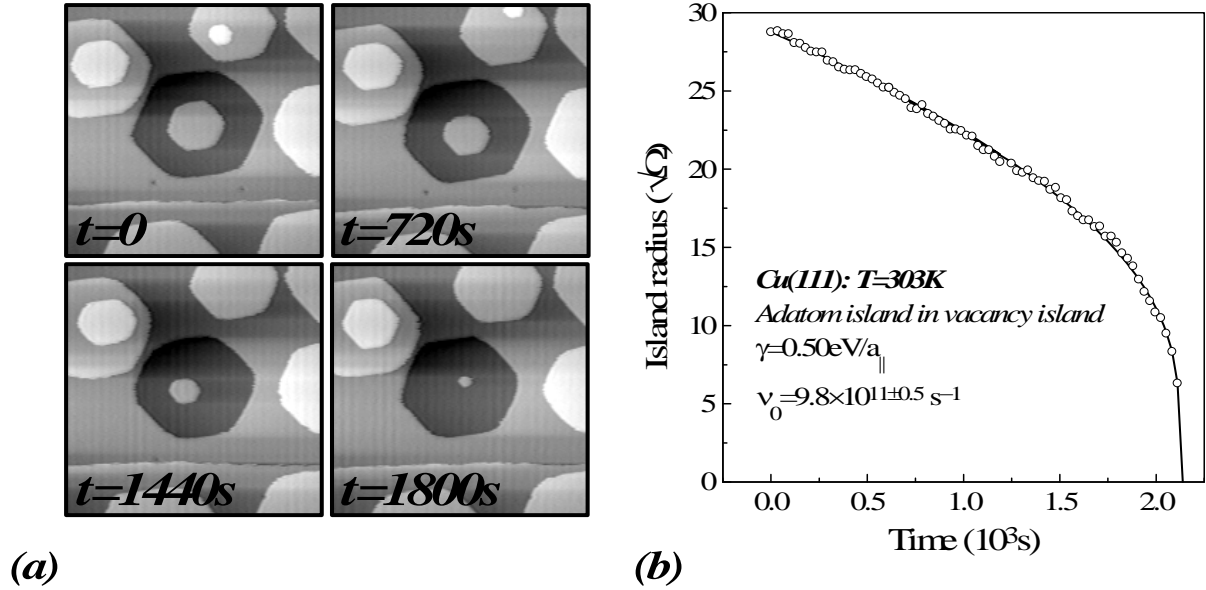 t=0
t=720s
t=1440s
t=1800s
(a)
30
25
20
15
10
5
0
Island radius (√Ω)
Cu(111): T=303K
Adatom island in vacancy island
γ=0.50eV/a||
ν0=9.8×10^11±0.5 s^−1
0.0 0.5 1.0 1.5 2.0
Time (10^3s)
(b)